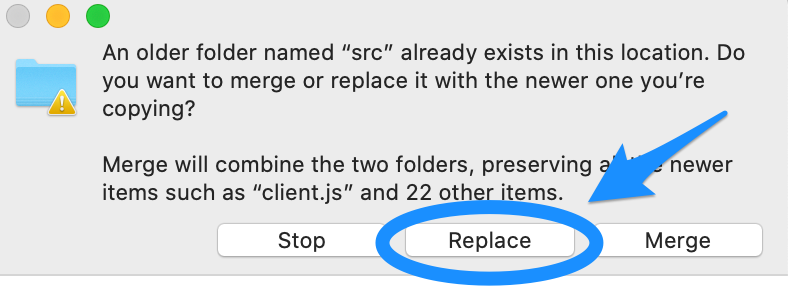 An older folder named “src” already exists in this location. Do
you want to merge or replace it with the newer one you’re
copying?
Merge will combine the two folders, preserving all the newer
items such as “client.js” and 22 other items.
Stop
Replace
Merge